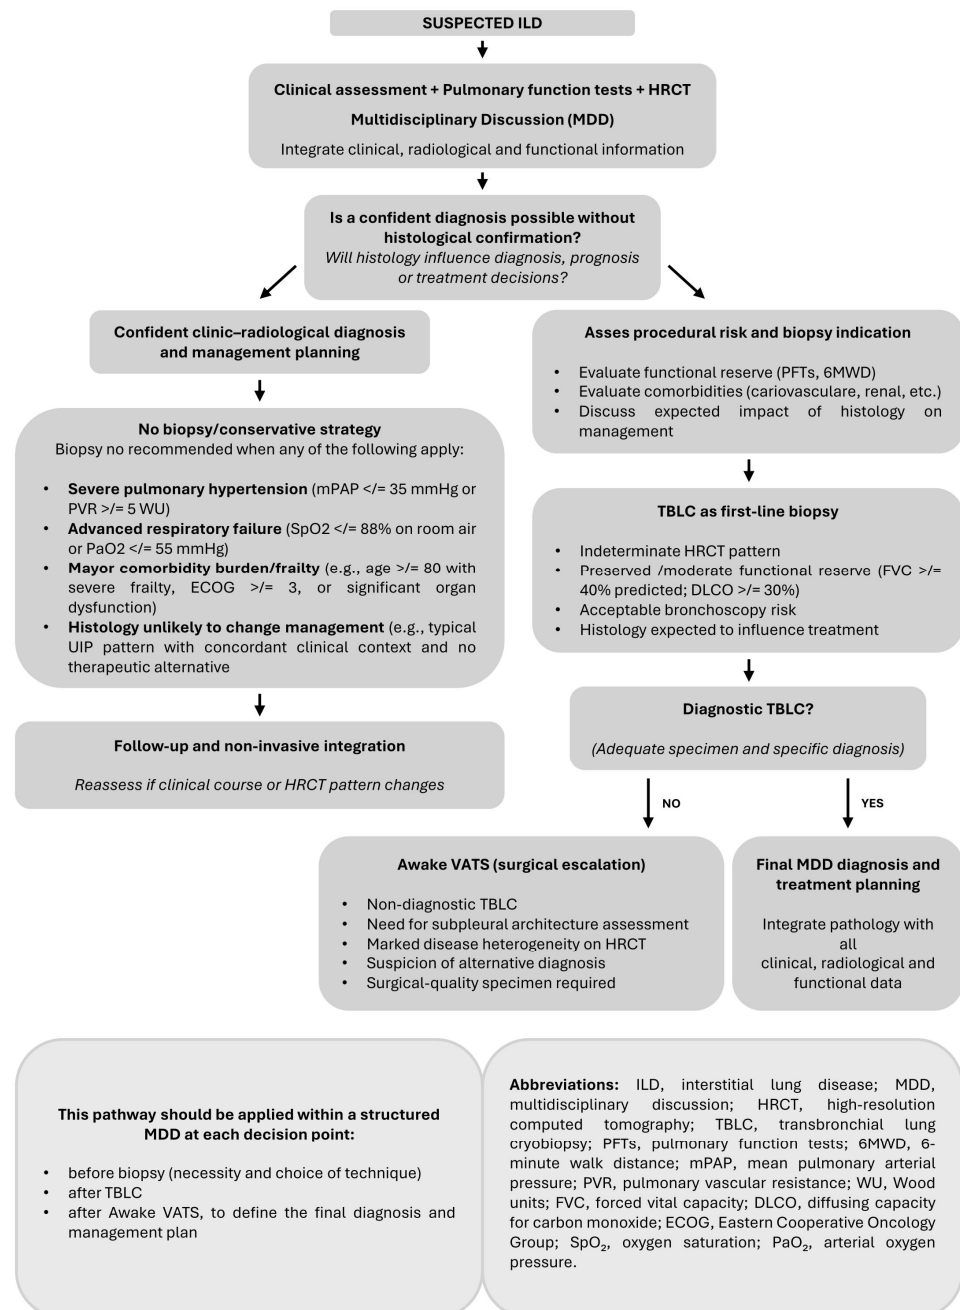 SUSPECTED ILD
Clinical assessment + Pulmonary function tests + HRCT
Multidisciplinary Discussion (MDD)
Integrate clinical, radiological and functional information
Is a confident diagnosis possible without
histological confirmation?
Will histology influence diagnosis, prognosis
or treatment decisions?
Confident clinic–radiological diagnosis
and management planning
No biopsy/conservative strategy
Biopsy no recommended when any of the following apply:
• Severe pulmonary hypertension (mPAP </= 35 mmHg or
PVR >/= 5 WU)
• Advanced respiratory failure (SpO2 </= 88% on room air
or PaO2 </= 55 mmHg)
• Mayor comorbidity burden/frailty (e.g., age >/= 80 with
severe frailty, ECOG >/= 3, or significant organ
dysfunction)
• Histology unlikely to change management (e.g., typical
UIP pattern with concordant clinical context and no
therapeutic alternative
Follow-up and non-invasive integration
Reassess if clinical course or HRCT pattern changes
Asses procedural risk and biopsy indication
• Evaluate functional reserve (PFTs, 6MWD)
• Evaluate comorbidities (cariovasculare, renal, etc.)
• Discuss expected impact of histology on
management
TBLC as first-line biopsy
• Indeterminate HRCT pattern
• Preserved /moderate functional reserve (FVC >/=
40% predicted; DLCO >/= 30%)
• Acceptable bronchoscopy risk
• Histology expected to influence treatment
Diagnostic TBLC?
(Adequate specimen and specific diagnosis)
NO
YES
Awake VATS (surgical escalation)
• Non-diagnostic TBLC
• Need for subpleural architecture assessment
• Marked disease heterogeneity on HRCT
• Suspicion of alternative diagnosis
• Surgical-quality specimen required
Final MDD diagnosis and
treatment planning
Integrate pathology with
all
clinical, radiological and
functional data
This pathway should be applied within a structured
MDD at each decision point:
• before biopsy (necessity and choice of technique)
• after TBLC
• after Awake VATS, to define the final diagnosis and
management plan
Abbreviations: ILD, interstitial lung disease; MDD,
multidisciplinary discussion; HRCT, high-resolution
computed tomography; TBLC, transbronchial lung
cryobiopsy; PFTs, pulmonary function tests; 6MWD, 6-
minute walk distance; mPAP, mean pulmonary arterial
pressure; PVR, pulmonary vascular resistance; WU, Wood
units; FVC, forced vital capacity; DLCO, diffusing capacity
for carbon monoxide; ECOG, Eastern Cooperative Oncology
Group; SpO₂, oxygen saturation; PaO₂, arterial oxygen
pressure.